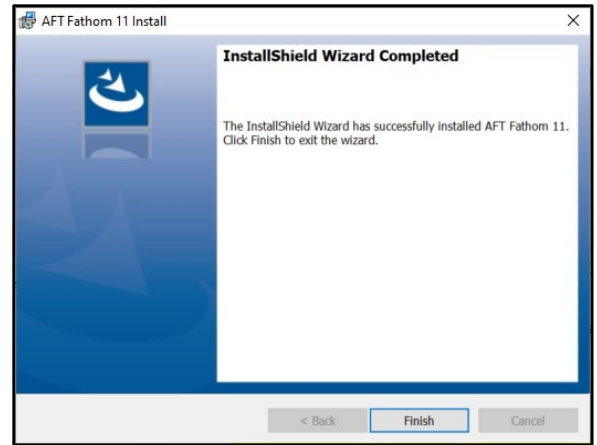 AFT Fathom 11 Install
InstallShield Wizard Completed
The InstallShield Wizard has successfully installed AFT Fathom 11.
Click Finish to exit the wizard.
< Back
Finish
Cancel